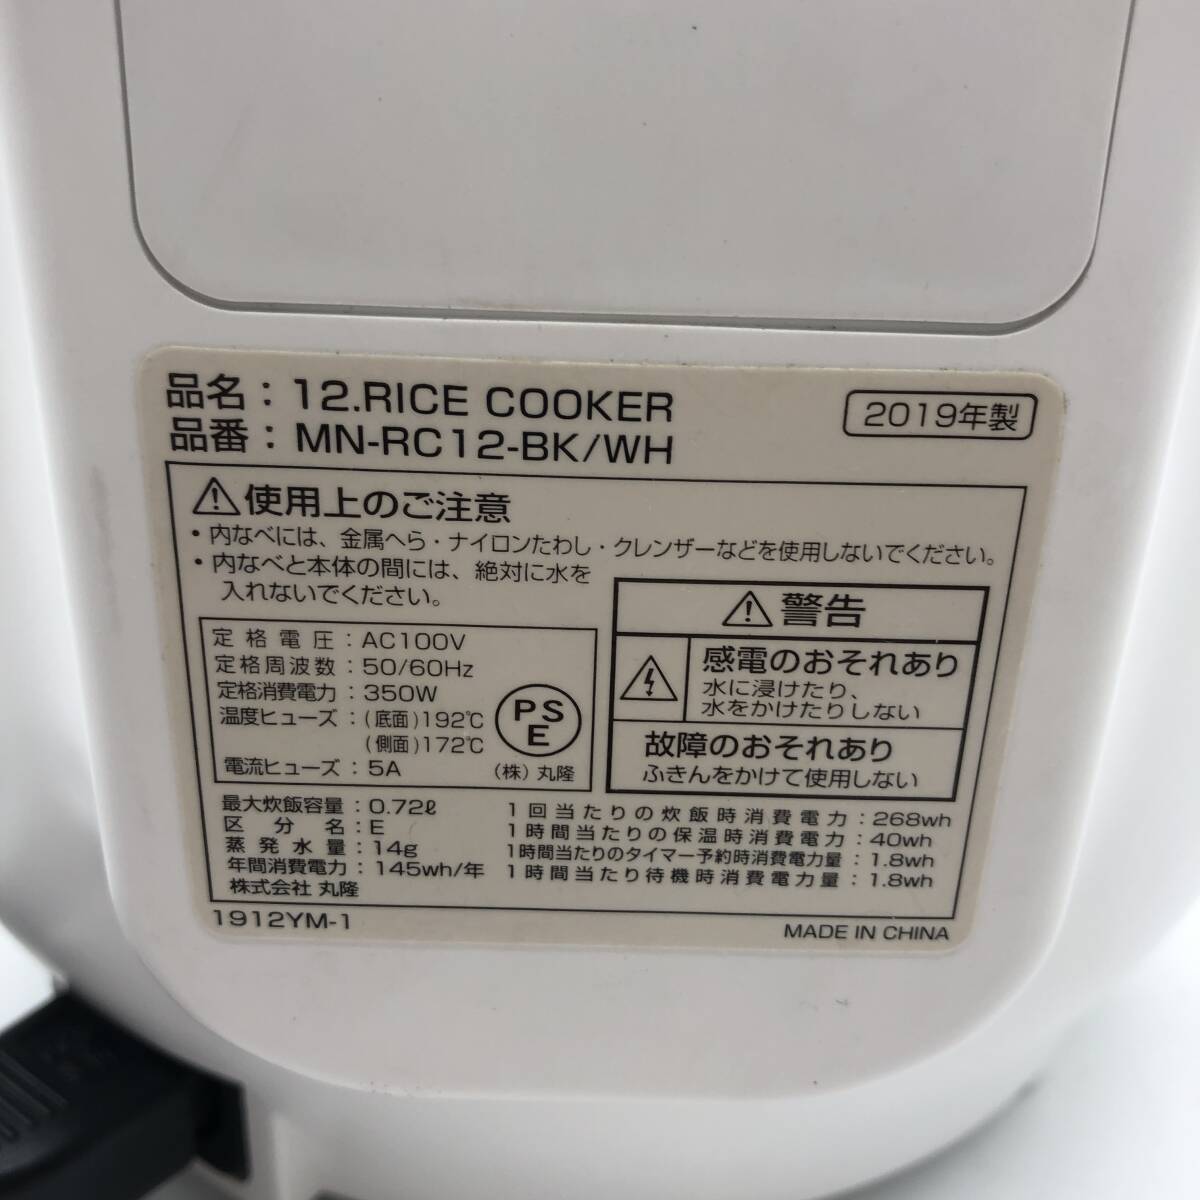 品名：12.RICE COOKER
2019年製
品番：MN-RC12-BK/WH
⚠使用上のご注意
・内なべには、金属へら・ナイロンたわし・クレンザーなどを使用しないでください。
・内なべと本体の間には、絶対に水を
入れないでください。
定格電圧：AC100V
定格周波数：50/60Hz
定格消費電力：350W
温度ヒューズ：(底面)192℃
(側面)172℃
電流ヒューズ：5A
PS
E
(株)丸隆
⚠警告
感電のおそれあり
水に浸けたり、
水をかけたりしない
故障のおそれあり
ふきんをかけて使用しない
最大炊飯容量：0.72ℓ
区分名：E
蒸発水量：14g
年間消費電力：145wh/年
株式会社 丸隆
1回当たりの炊飯時消費電力：268wh
1時間当たりの保温時消費電力：40wh
1時間当たりのタイマー予約時消費電力量：1.8wh
1時間当たり待機時消費電力量：1.8wh
1912YM-1
MADE IN CHINA